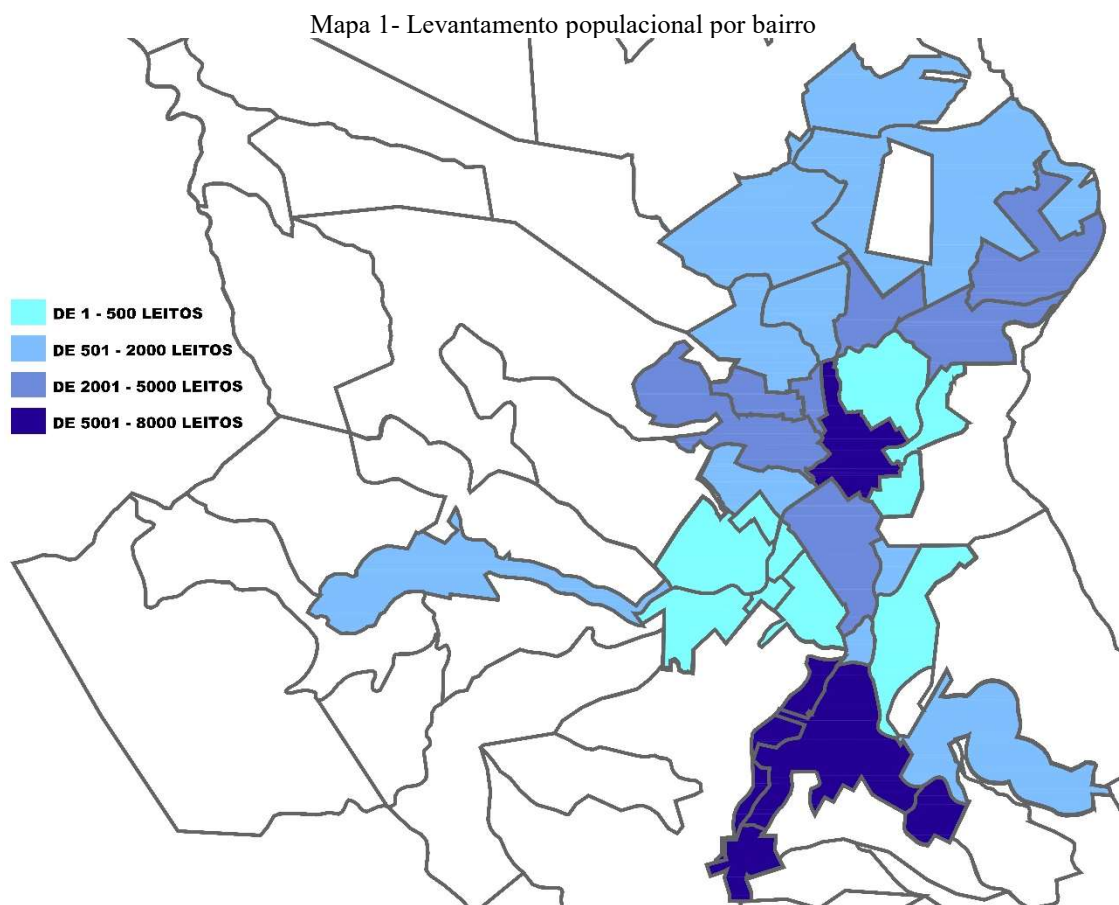 Mapa 1- Levantamento populacional por bairro
DE 1 - 500 LEITOS
DE 501 - 2000 LEITOS
DE 2001 - 5000 LEITOS
DE 5001 - 8000 LEITOS